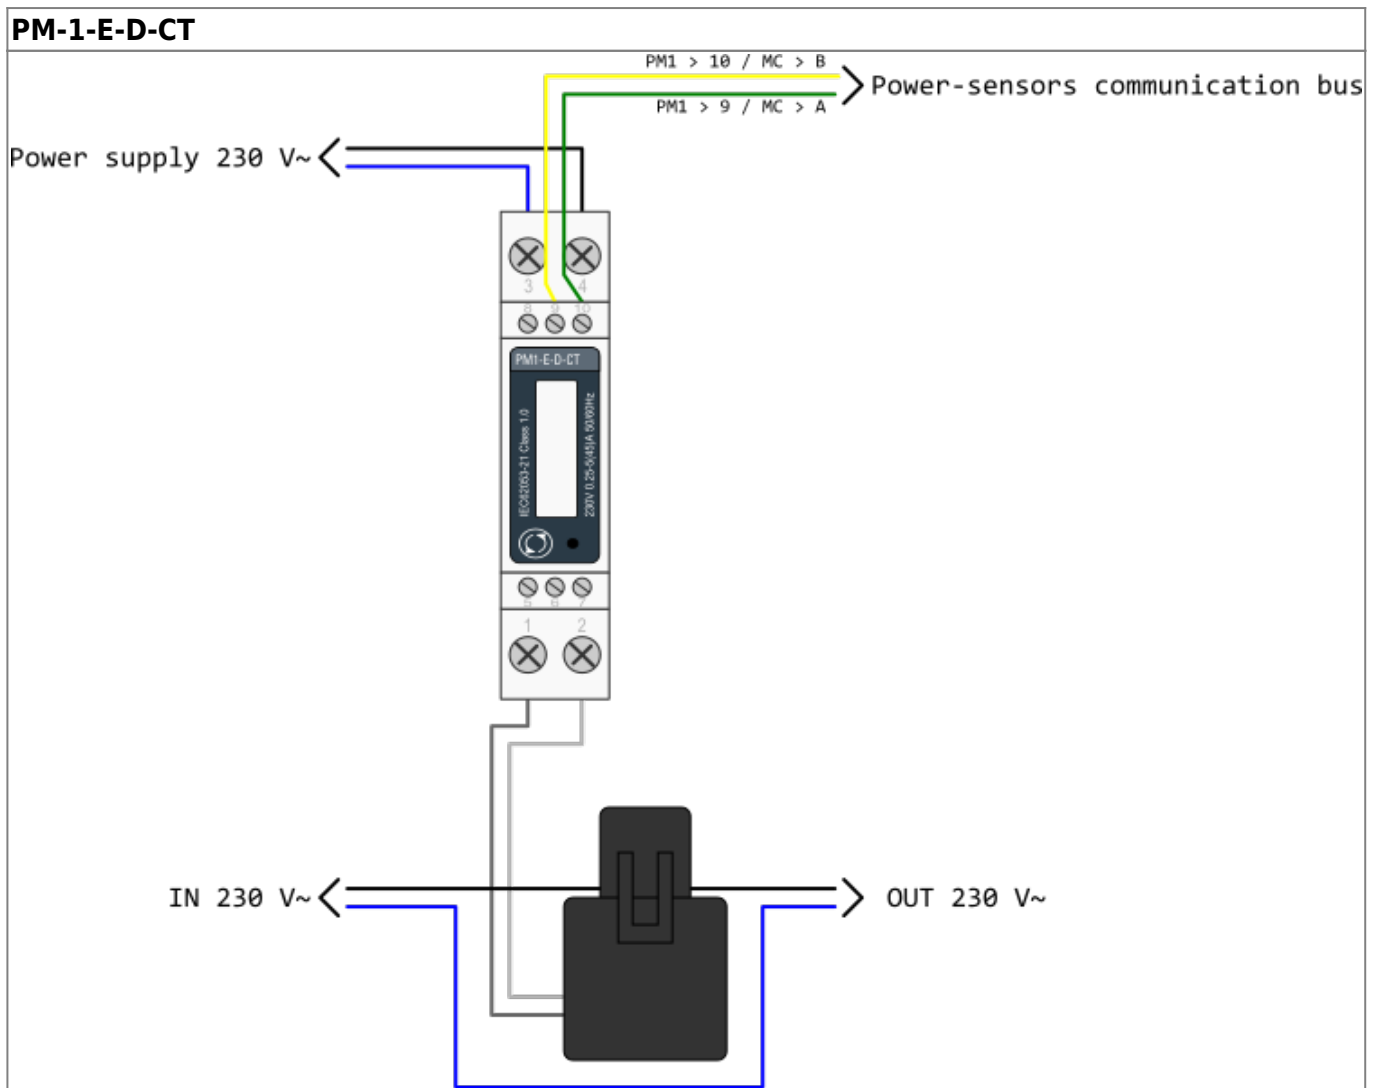 PM-1-E-D-CT
PM1 > 10 / MC > B
Power-sensors communication bus
PM1 > 9 / MC > A
Power supply 230 V~
3 4
8 9 10
PM1-E-D-CT
IEC62053-21 Class 1.0
230V 0.25-5(45)A 50/60Hz
5 6 7
1 2
IN 230 V~
OUT 230 V~